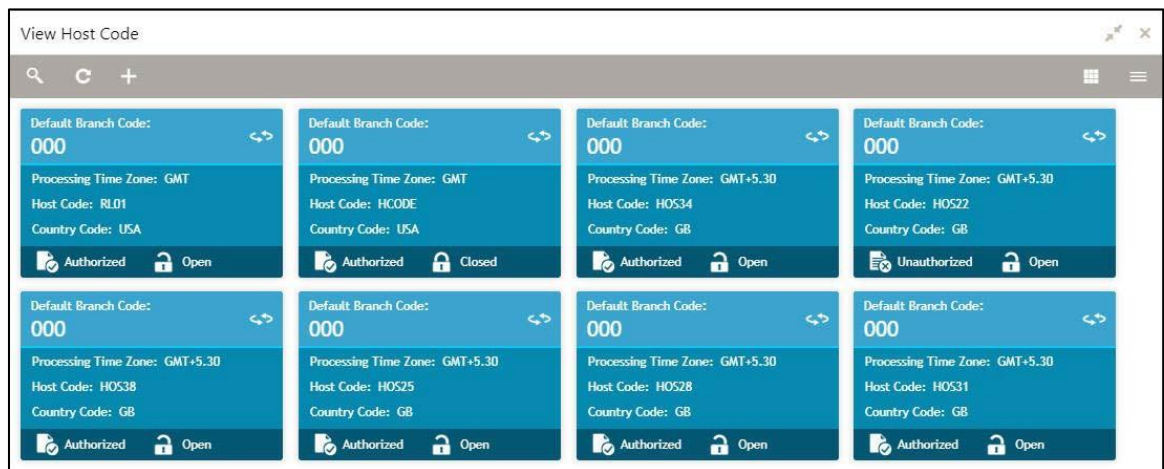 View Host Code
Default Branch Code:
000
Processing Time Zone: GMT
Host Code: RL01
Country Code: USA
Authorized Open
Default Branch Code:
000
Processing Time Zone: GMT
Host Code: HCODE
Country Code: USA
Authorized Closed
Default Branch Code:
000
Processing Time Zone: GMT+5.30
Host Code: HOS34
Country Code: GB
Authorized Open
Default Branch Code:
000
Processing Time Zone: GMT+5.30
Host Code: HOS22
Country Code: GB
Unauthorized Open
Default Branch Code:
000
Processing Time Zone: GMT+5.30
Host Code: HOS38
Country Code: GB
Authorized Open
Default Branch Code:
000
Processing Time Zone: GMT+5.30
Host Code: HOS25
Country Code: GB
Authorized Open
Default Branch Code:
000
Processing Time Zone: GMT+5.30
Host Code: HOS28
Country Code: GB
Authorized Open
Default Branch Code:
000
Processing Time Zone: GMT+5.30
Host Code: HOS31
Country Code: GB
Authorized Open